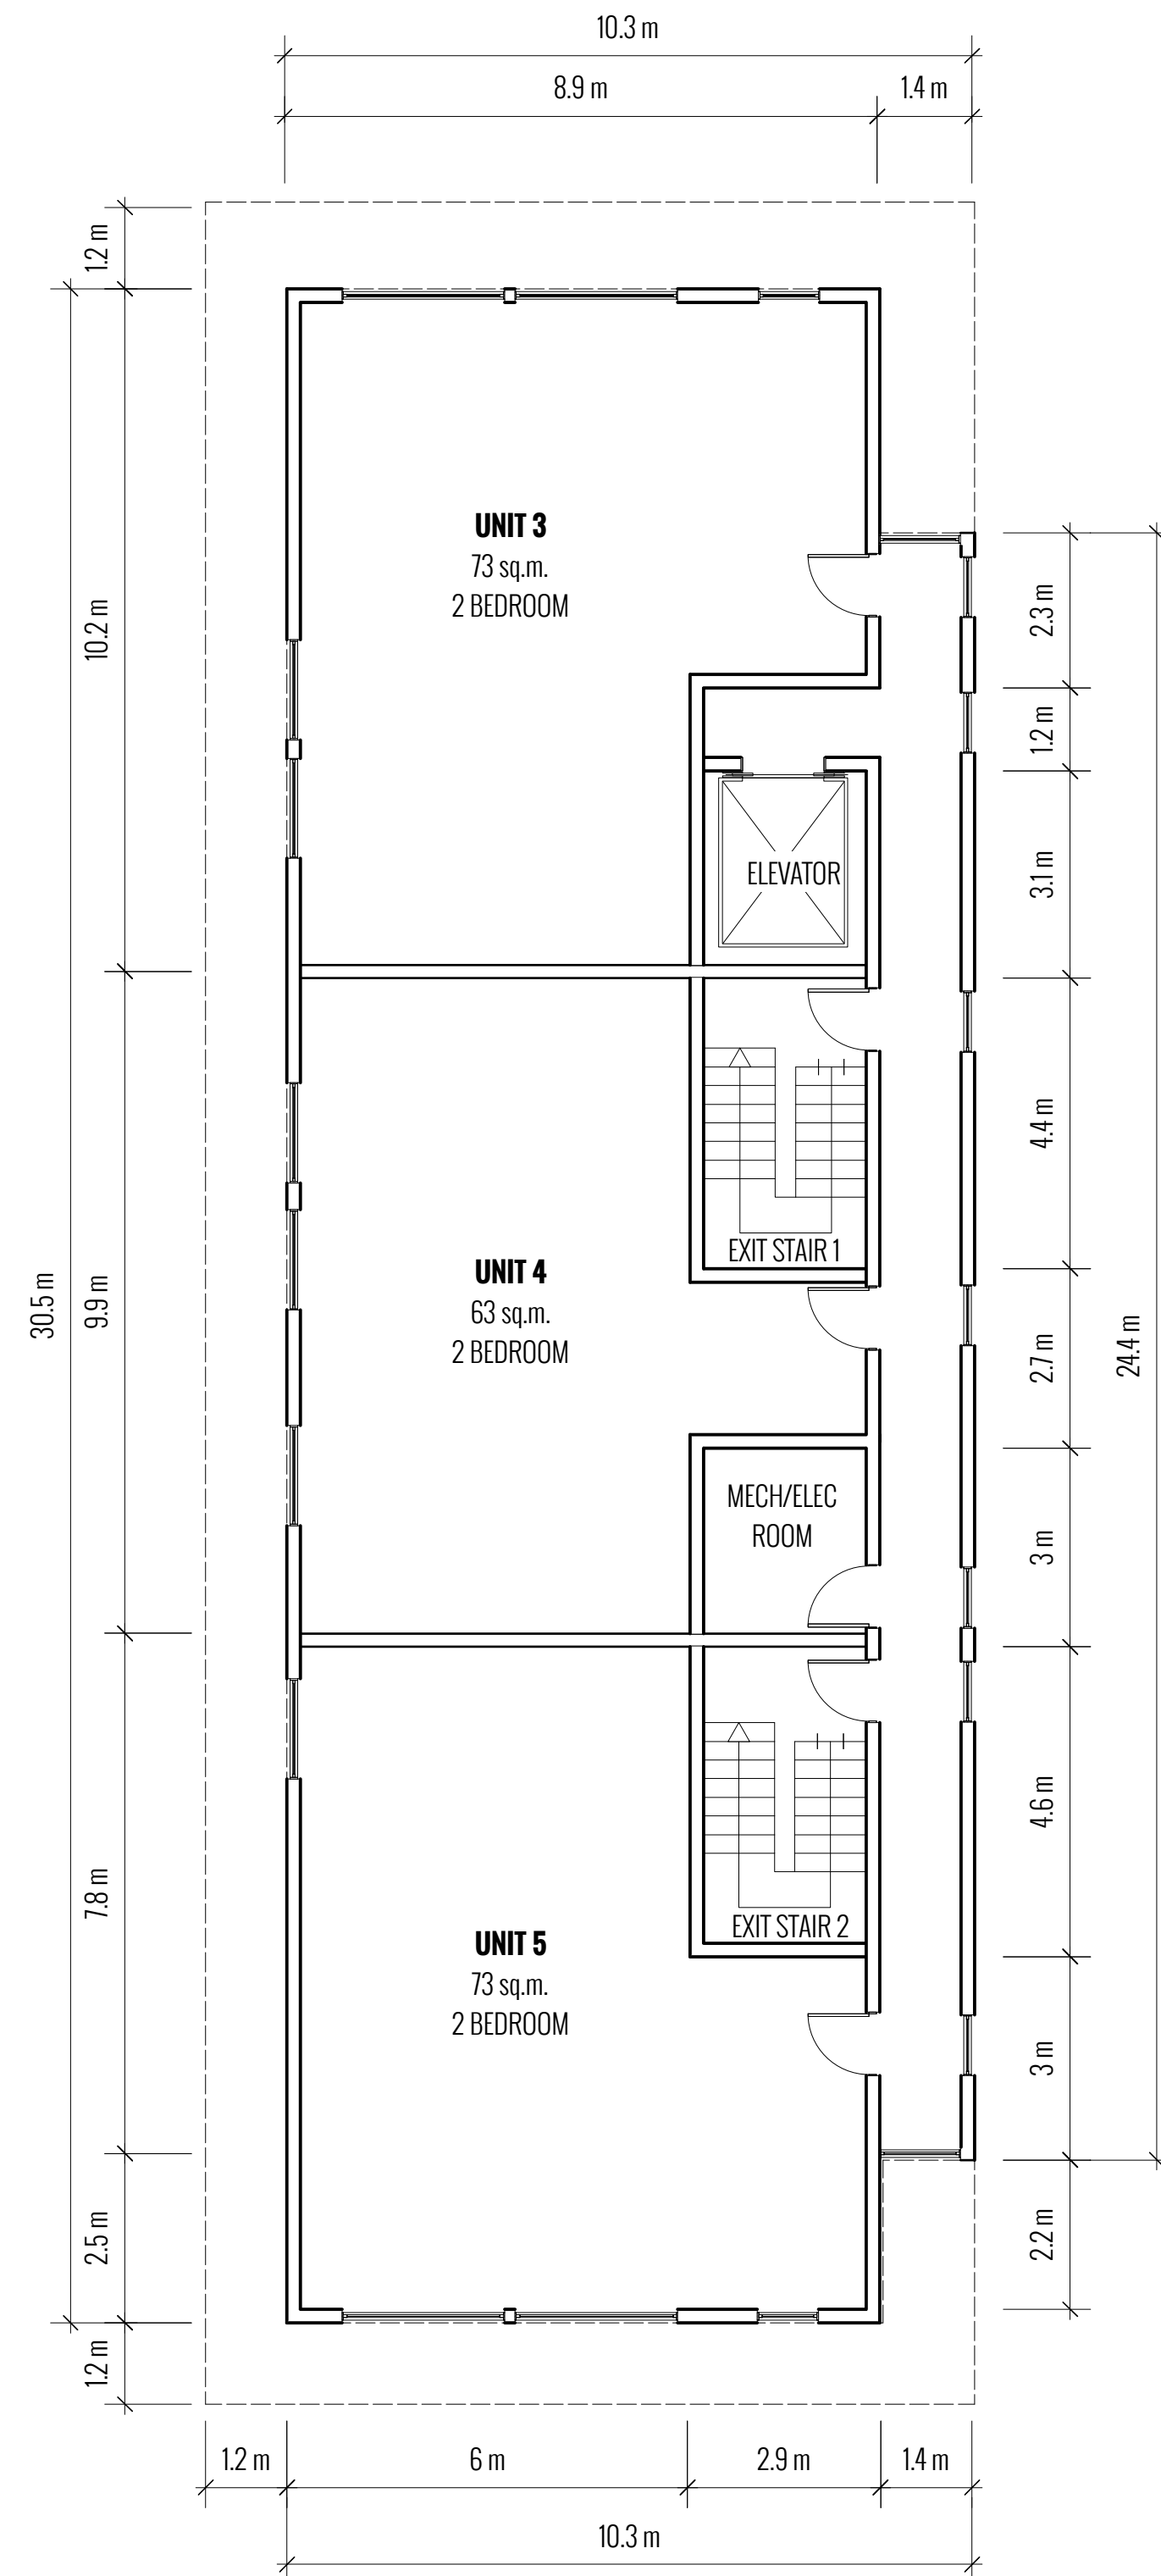 10.3 m
8.9 m
1.4 m
1.2 m
10.2 m
9.9 m
30.5 m
7.8 m
2.5 m
1.2 m
UNIT 3
73 sq.m.
2 BEDROOM
ELEVATOR
EXIT STAIR 1
UNIT 4
63 sq.m.
2 BEDROOM
MECH/ELEC
ROOM
EXIT STAIR 2
UNIT 5
73 sq.m.
2 BEDROOM
2.3 m
1.2 m
3.1 m
4.4 m
2.7 m
24.4 m
3 m
4.6 m
3 m
2.2 m
1.2 m
6 m
2.9 m
1.4 m
10.3 m